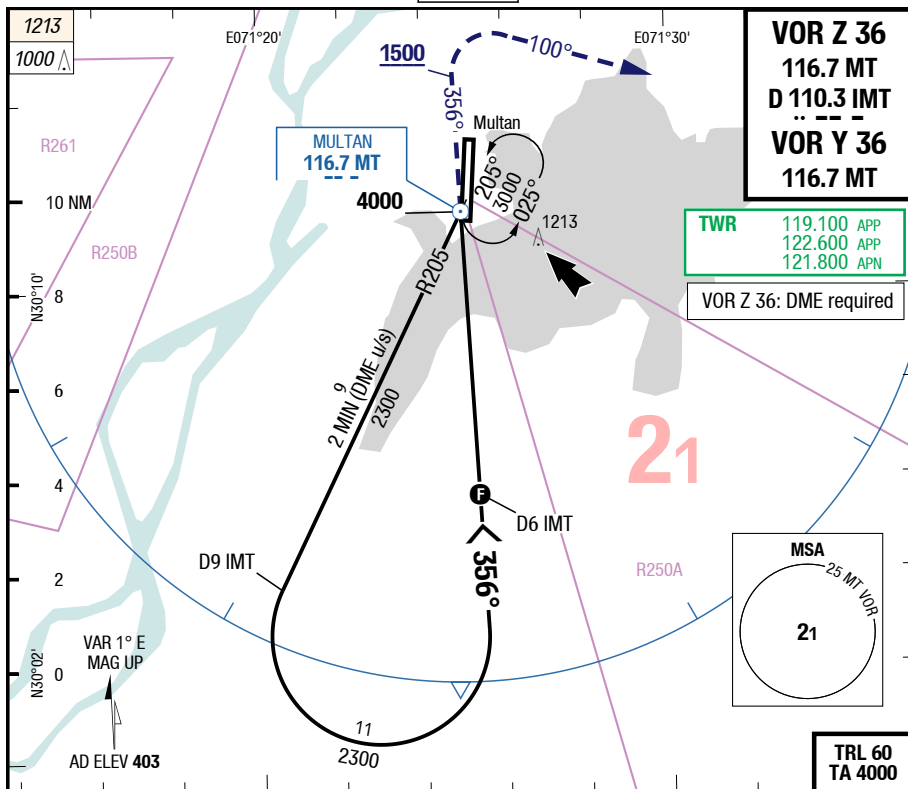 1213
1000
E071°20'
E071°30'
VOR Z 36
116.7 MT
D 110.3 IMT
VOR Y 36
116.7 MT
1500
100°
356°
Multan
MULTAN
116.7 MT
R261
10 NM
4000
205°
3000
025°
1213
TWR 119.100 APP
122.600 APP
121.800 APN
R250B
R205
VOR Z 36: DME required
N30°10'
8
9
2 MIN (DME u/s)
2300
6
21
4
F
D6 IMT
D9 IMT
356°
R250A
MSA
25 MT VOR
21
2
VAR 1° E
MAG UP
N30°02'
0
11
2300
AD ELEV 403
TRL 60
TA 4000